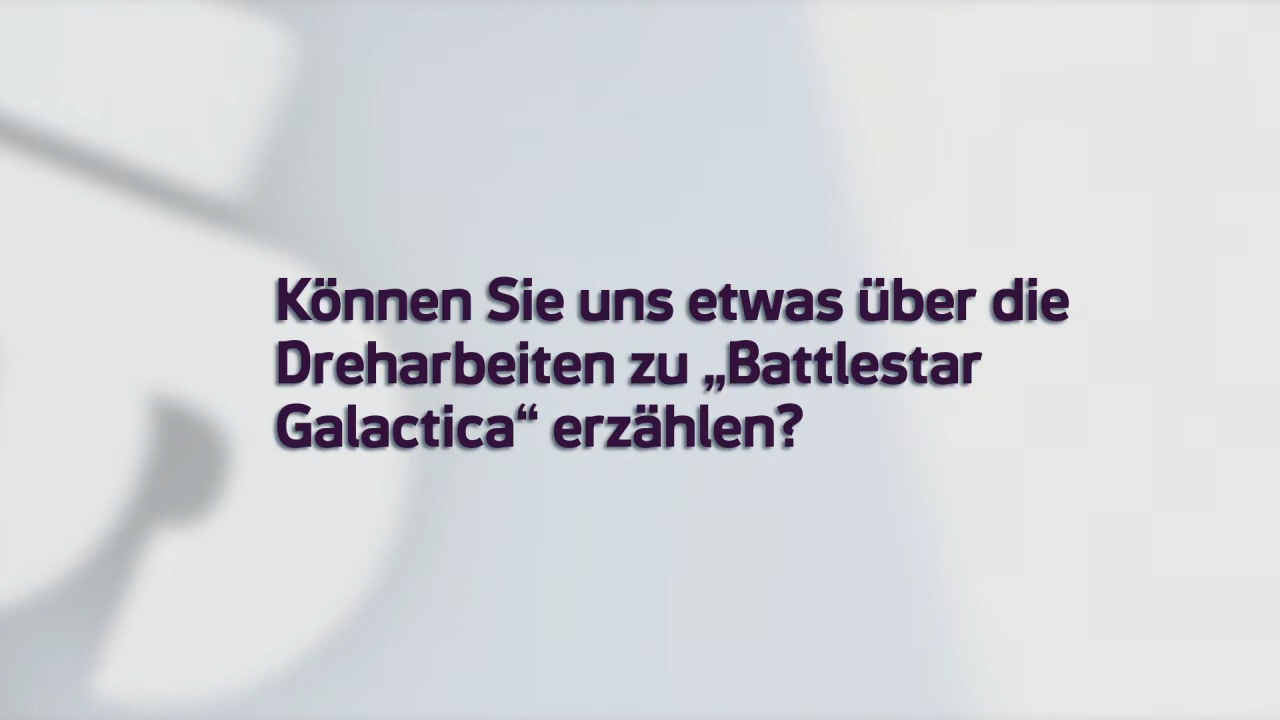 Können Sie uns etwas über die
Dreharbeiten zu „Battlestar
Galactica“ erzählen?